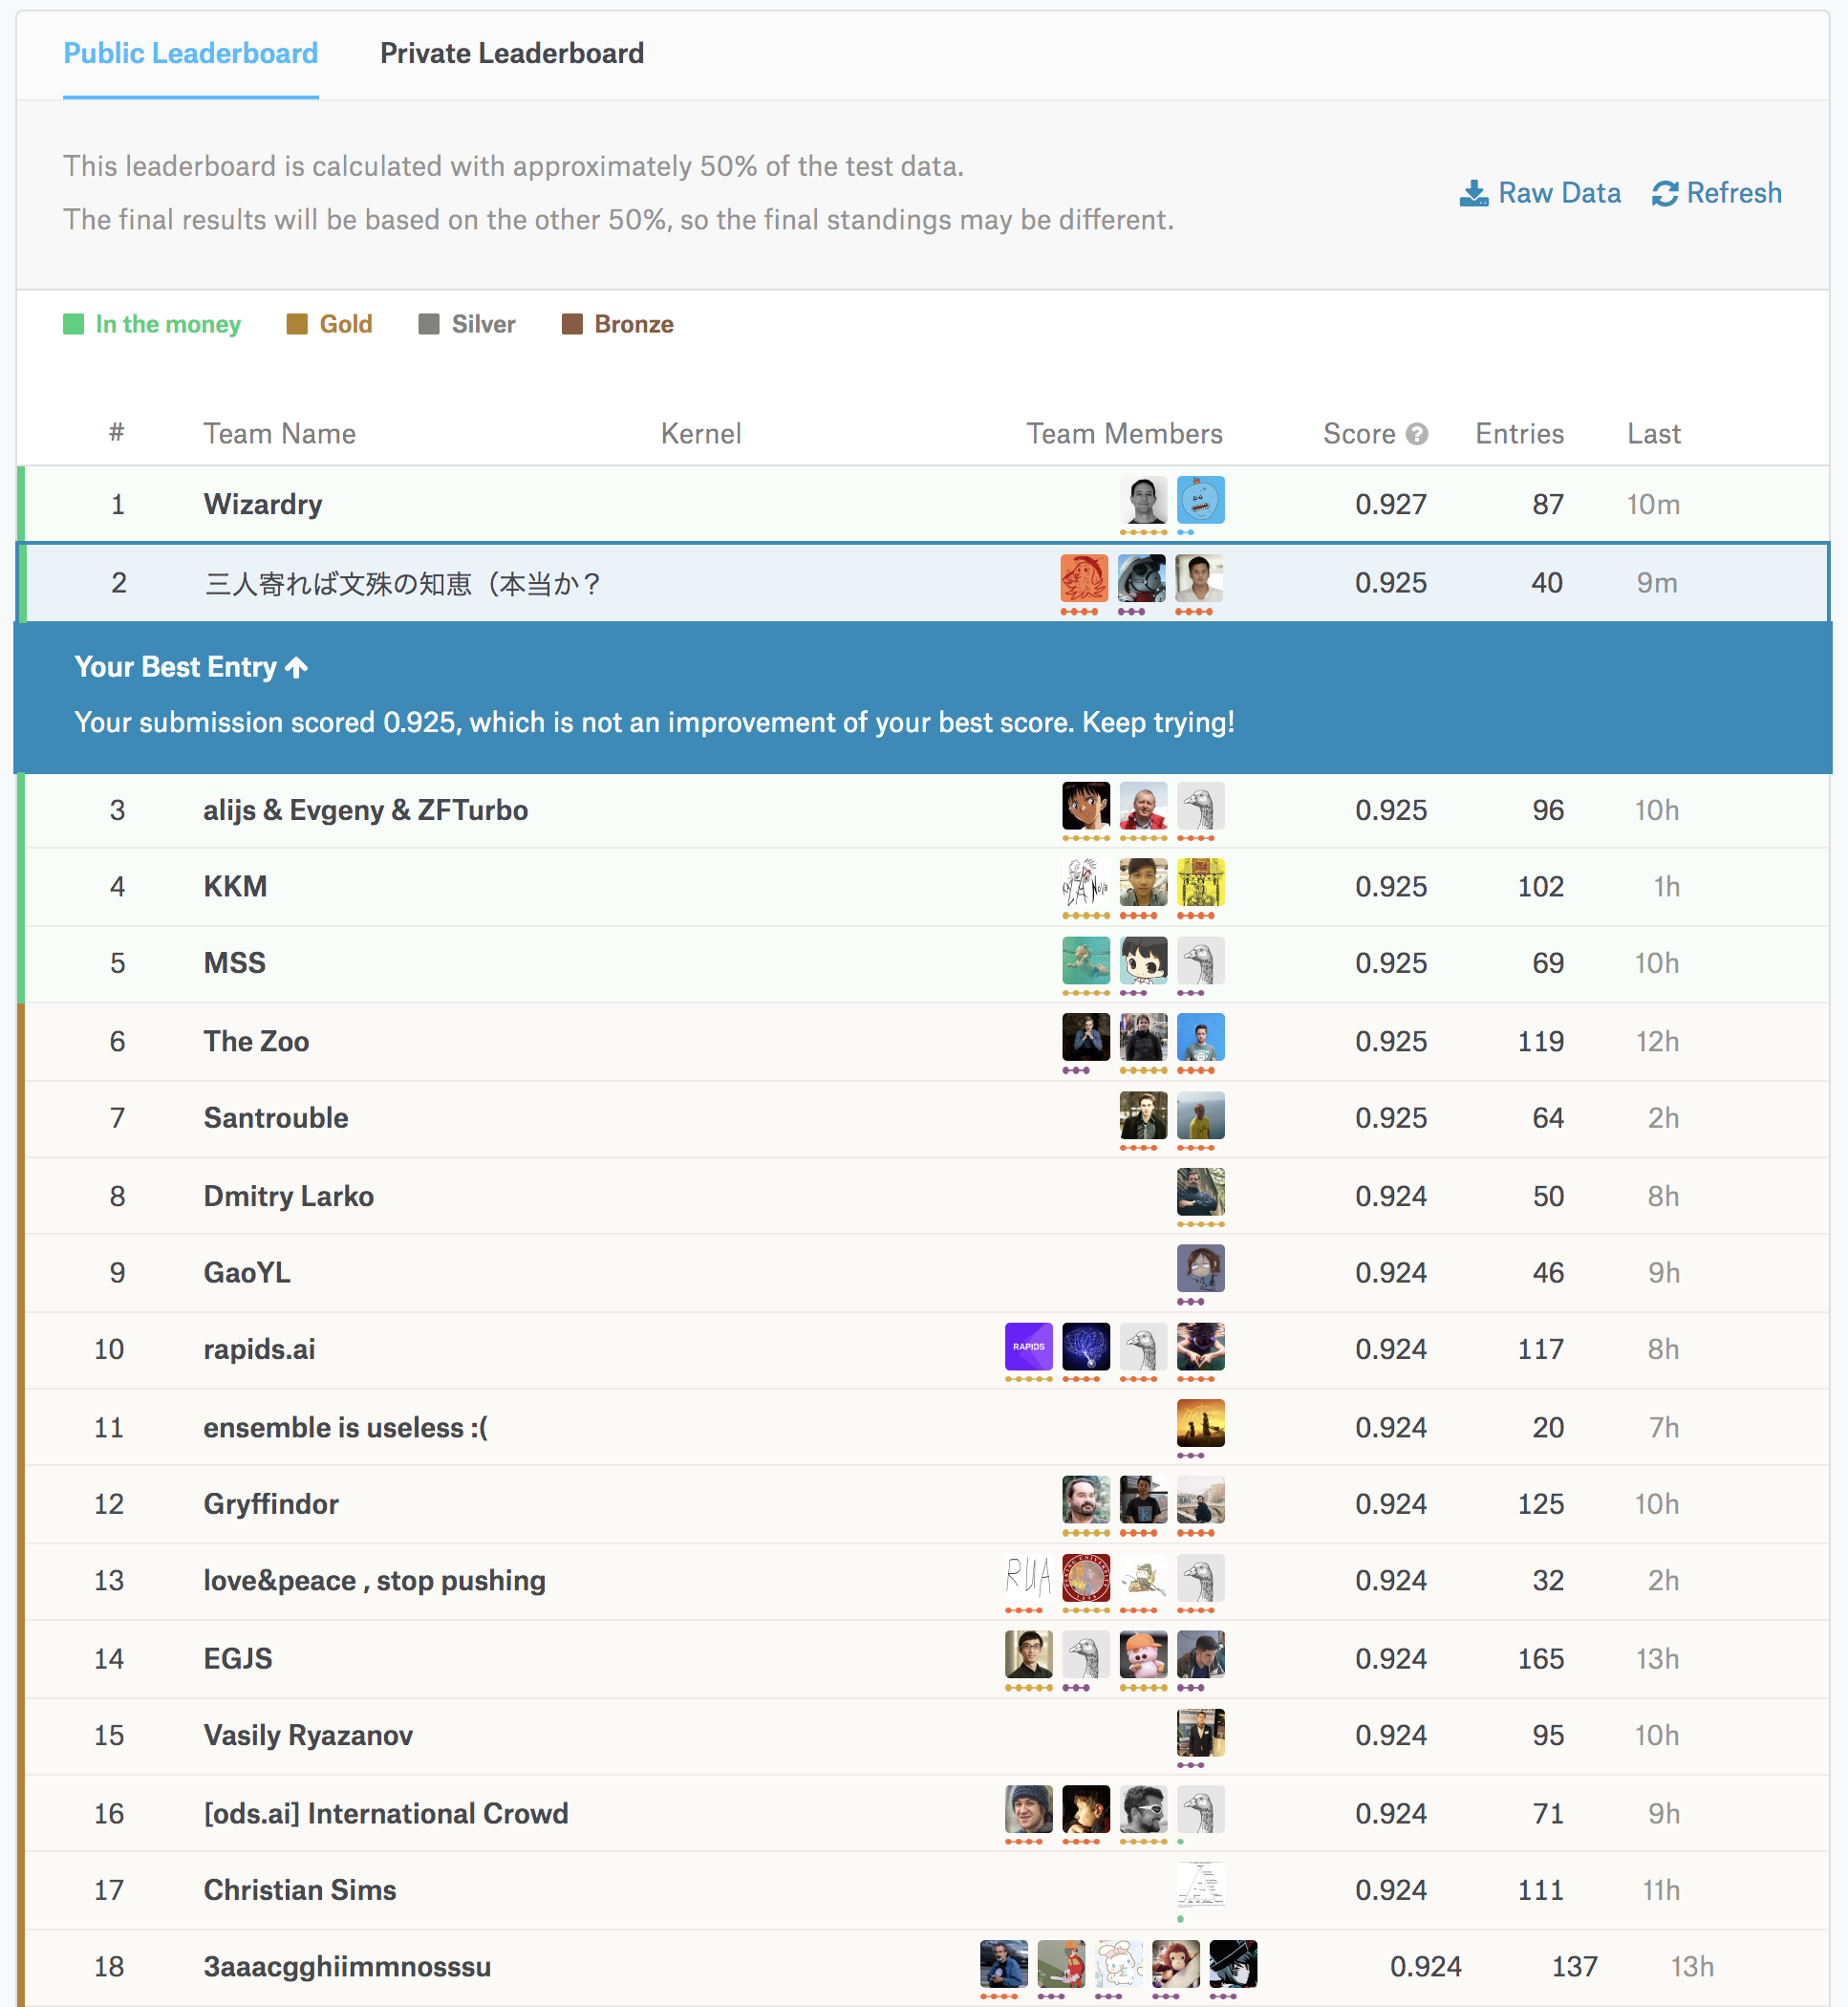 Public Leaderboard Private Leaderboard
This leaderboard is calculated with approximately 50% of the test data.
The final results will be based on the other 50%, so the final standings may be different.
Raw Data Refresh
In the money Gold Silver Bronze
# Team Name Kernel Team Members Score ? Entries Last
1 Wizardry 0.927 87 10m
2 三人寄れば文殊の知恵（本当か？ 0.925 40 9m
Your Best Entry
Your submission scored 0.925, which is not an improvement of your best score. Keep trying!
3 alijs & Evgeny & ZFTurbo 0.925 96 10h
4 KKM 0.925 102 1h
5 MSS 0.925 69 10h
6 The Zoo 0.925 119 12h
7 Santrouble 0.925 64 2h
8 Dmitry Larko 0.924 50 8h
9 GaoYL 0.924 46 9h
10 rapids.ai RAPIDS 0.924 117 8h
11 ensemble is useless :( 0.924 20 7h
12 Gryffindor 0.924 125 10h
13 love&peace , stop pushing RUA 0.924 32 2h
14 EGJS 0.924 165 13h
15 Vasily Ryazanov 0.924 95 10h
16 [ods.ai] International Crowd 0.924 71 9h
17 Christian Sims 0.924 111 11h
18 3aaacgghiimmnosssu 0.924 137 13h